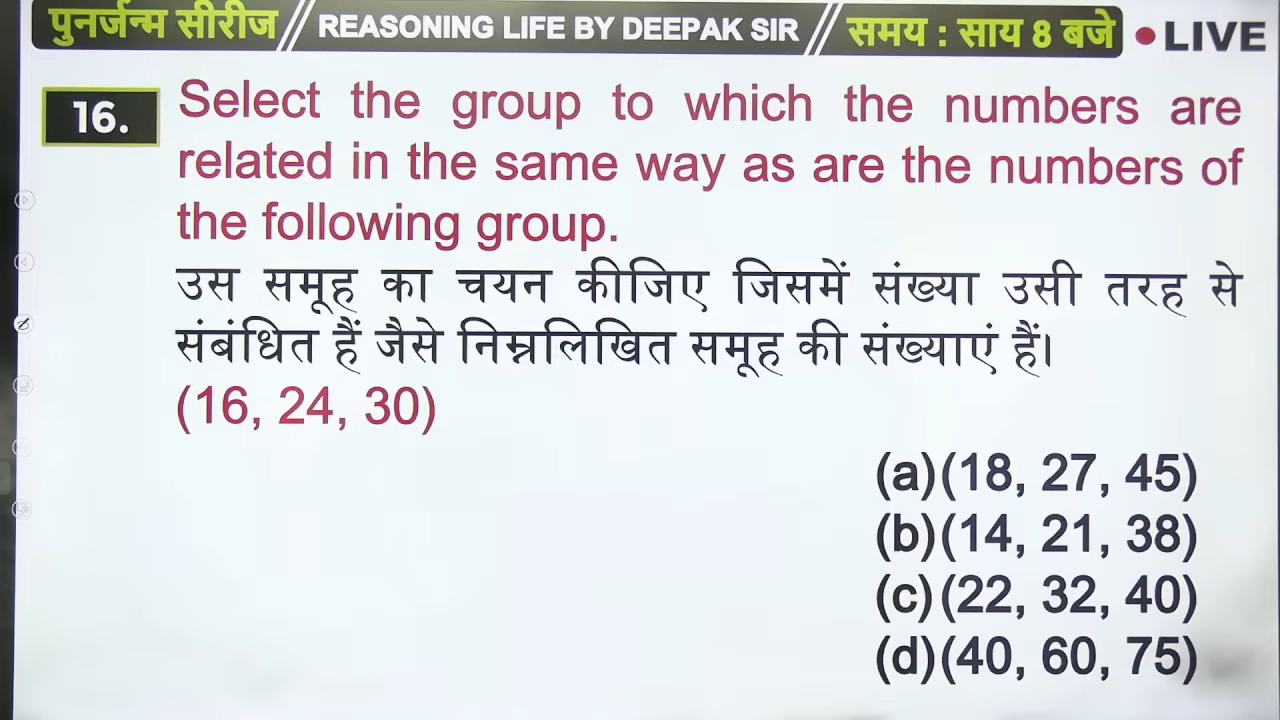 पुनर्जन्म सीरीज // REASONING LIFE BY DEEPAK SIR // समय : साय 8 बजे LIVE
16.
Select the group to which the numbers are
related in the same way as are the numbers of
the following group.
उस समूह का चयन कीजिए जिसमें संख्या उसी तरह से
संबंधित हैं जैसे निम्नलिखित समूह की संख्याएं हैं।
(16, 24, 30)
(a)(18, 27, 45)
(b)(14, 21, 38)
(c)(22, 32, 40)
(d)(40, 60, 75)